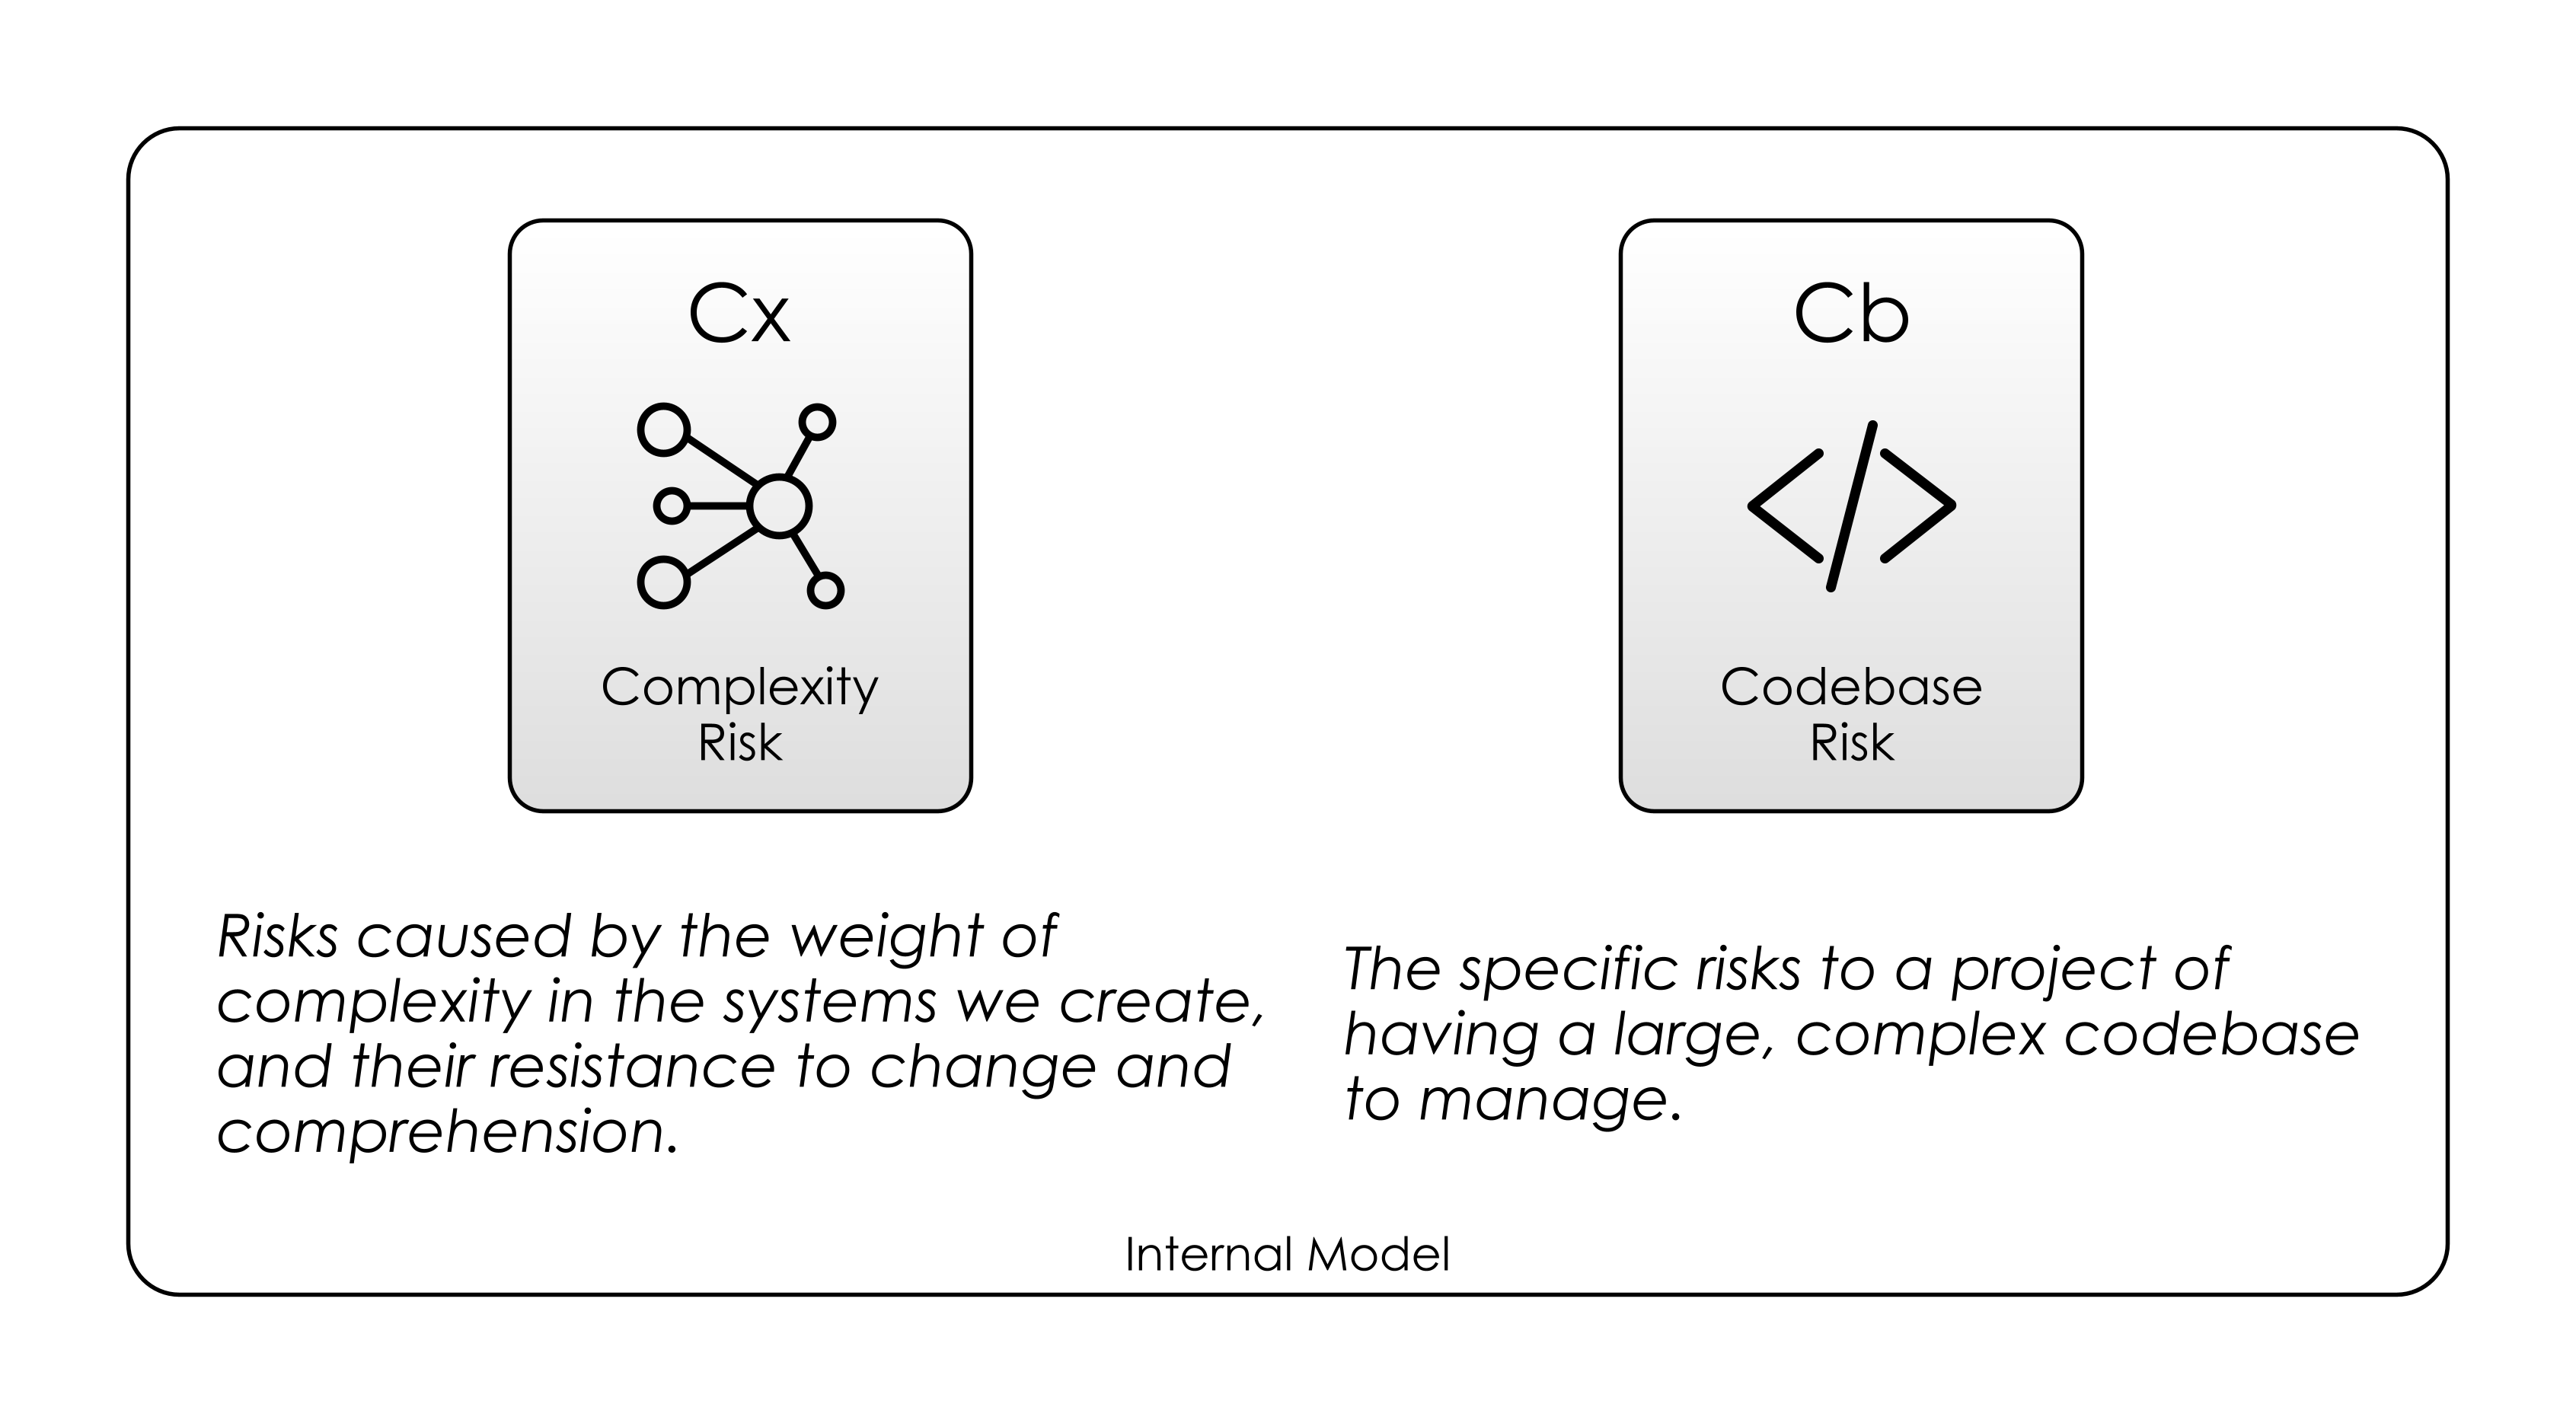 Cx
Complexity
Risk
Risks caused by the weight of
complexity in the systems we create,
and their resistance to change and
comprehension.
Cb
Codebase
Risk
The specific risks to a project of
having a large, complex codebase
to manage.
Internal Model